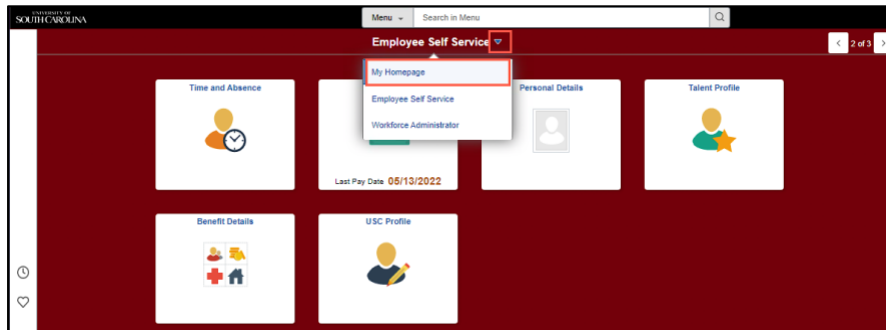 UNIVERSITY OF
SOUTH CAROLINA
Menu
Search in Menu
Employee Self Service
2 of 3
My Homepage
Employee Self Service
Workforce Administrator
Time and Absence
Personal Details
Talent Profile
Last Pay Date 05/13/2022
Benefit Details
USC Profile